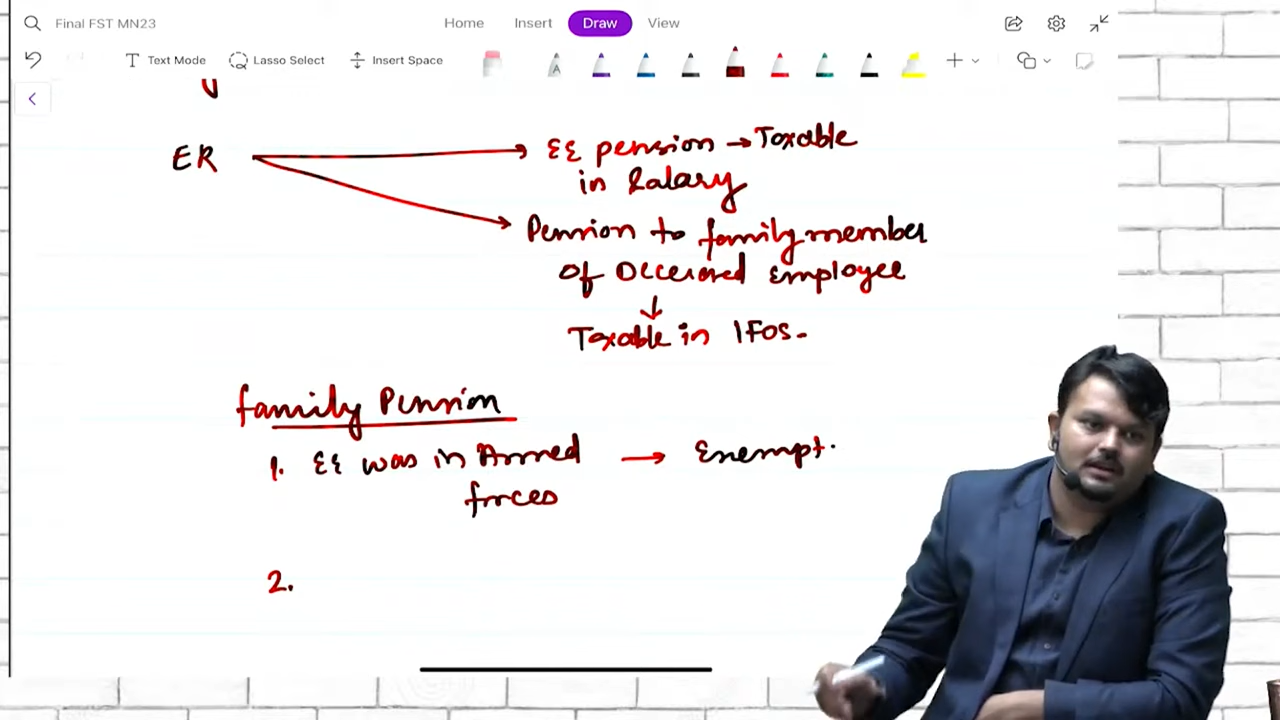 Final FST MN23
Home
Insert
Draw
View
Text Mode
Lasso Select
Insert Space
ER
EE pension → Taxable
in Salary
Pension to family member
Of Deceased employee
↓
Taxable in IFOS.
family Pension
1. EE was in Armed → Exempt.
forces
2.